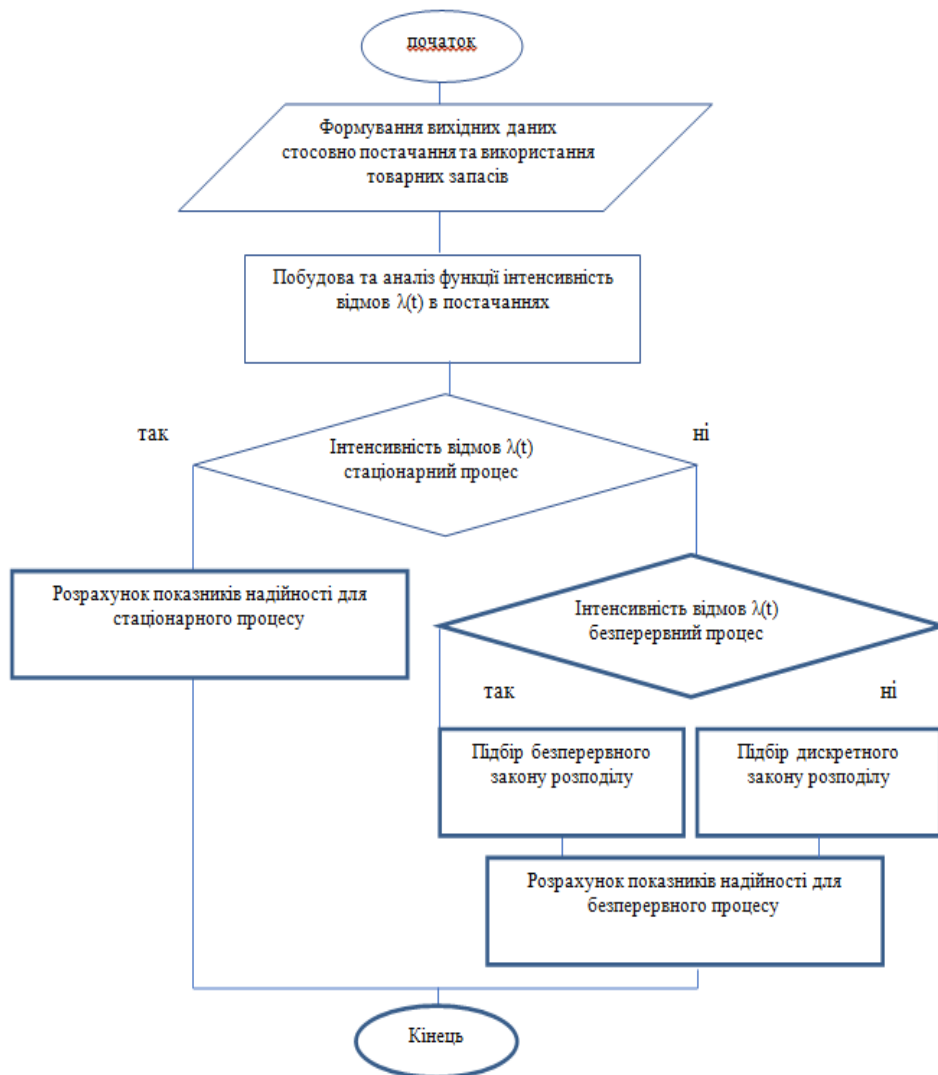 початок
Формування вихідних даних
стосовно постачання та використання
товарних запасів
Побудова та аналіз функції інтенсивність
відмов λ(t) в постачаннях
так
ні
Інтенсивність відмов λ(t)
стаціонарний процес
Розрахунок показників надійності для
стаціонарного процесу
Інтенсивність відмов λ(t)
безперервний процес
так
ні
Підбір безперервного
закону розподілу
Підбір дискретного
закону розподілу
Розрахунок показників надійності для
безперервного процесу
Кінець